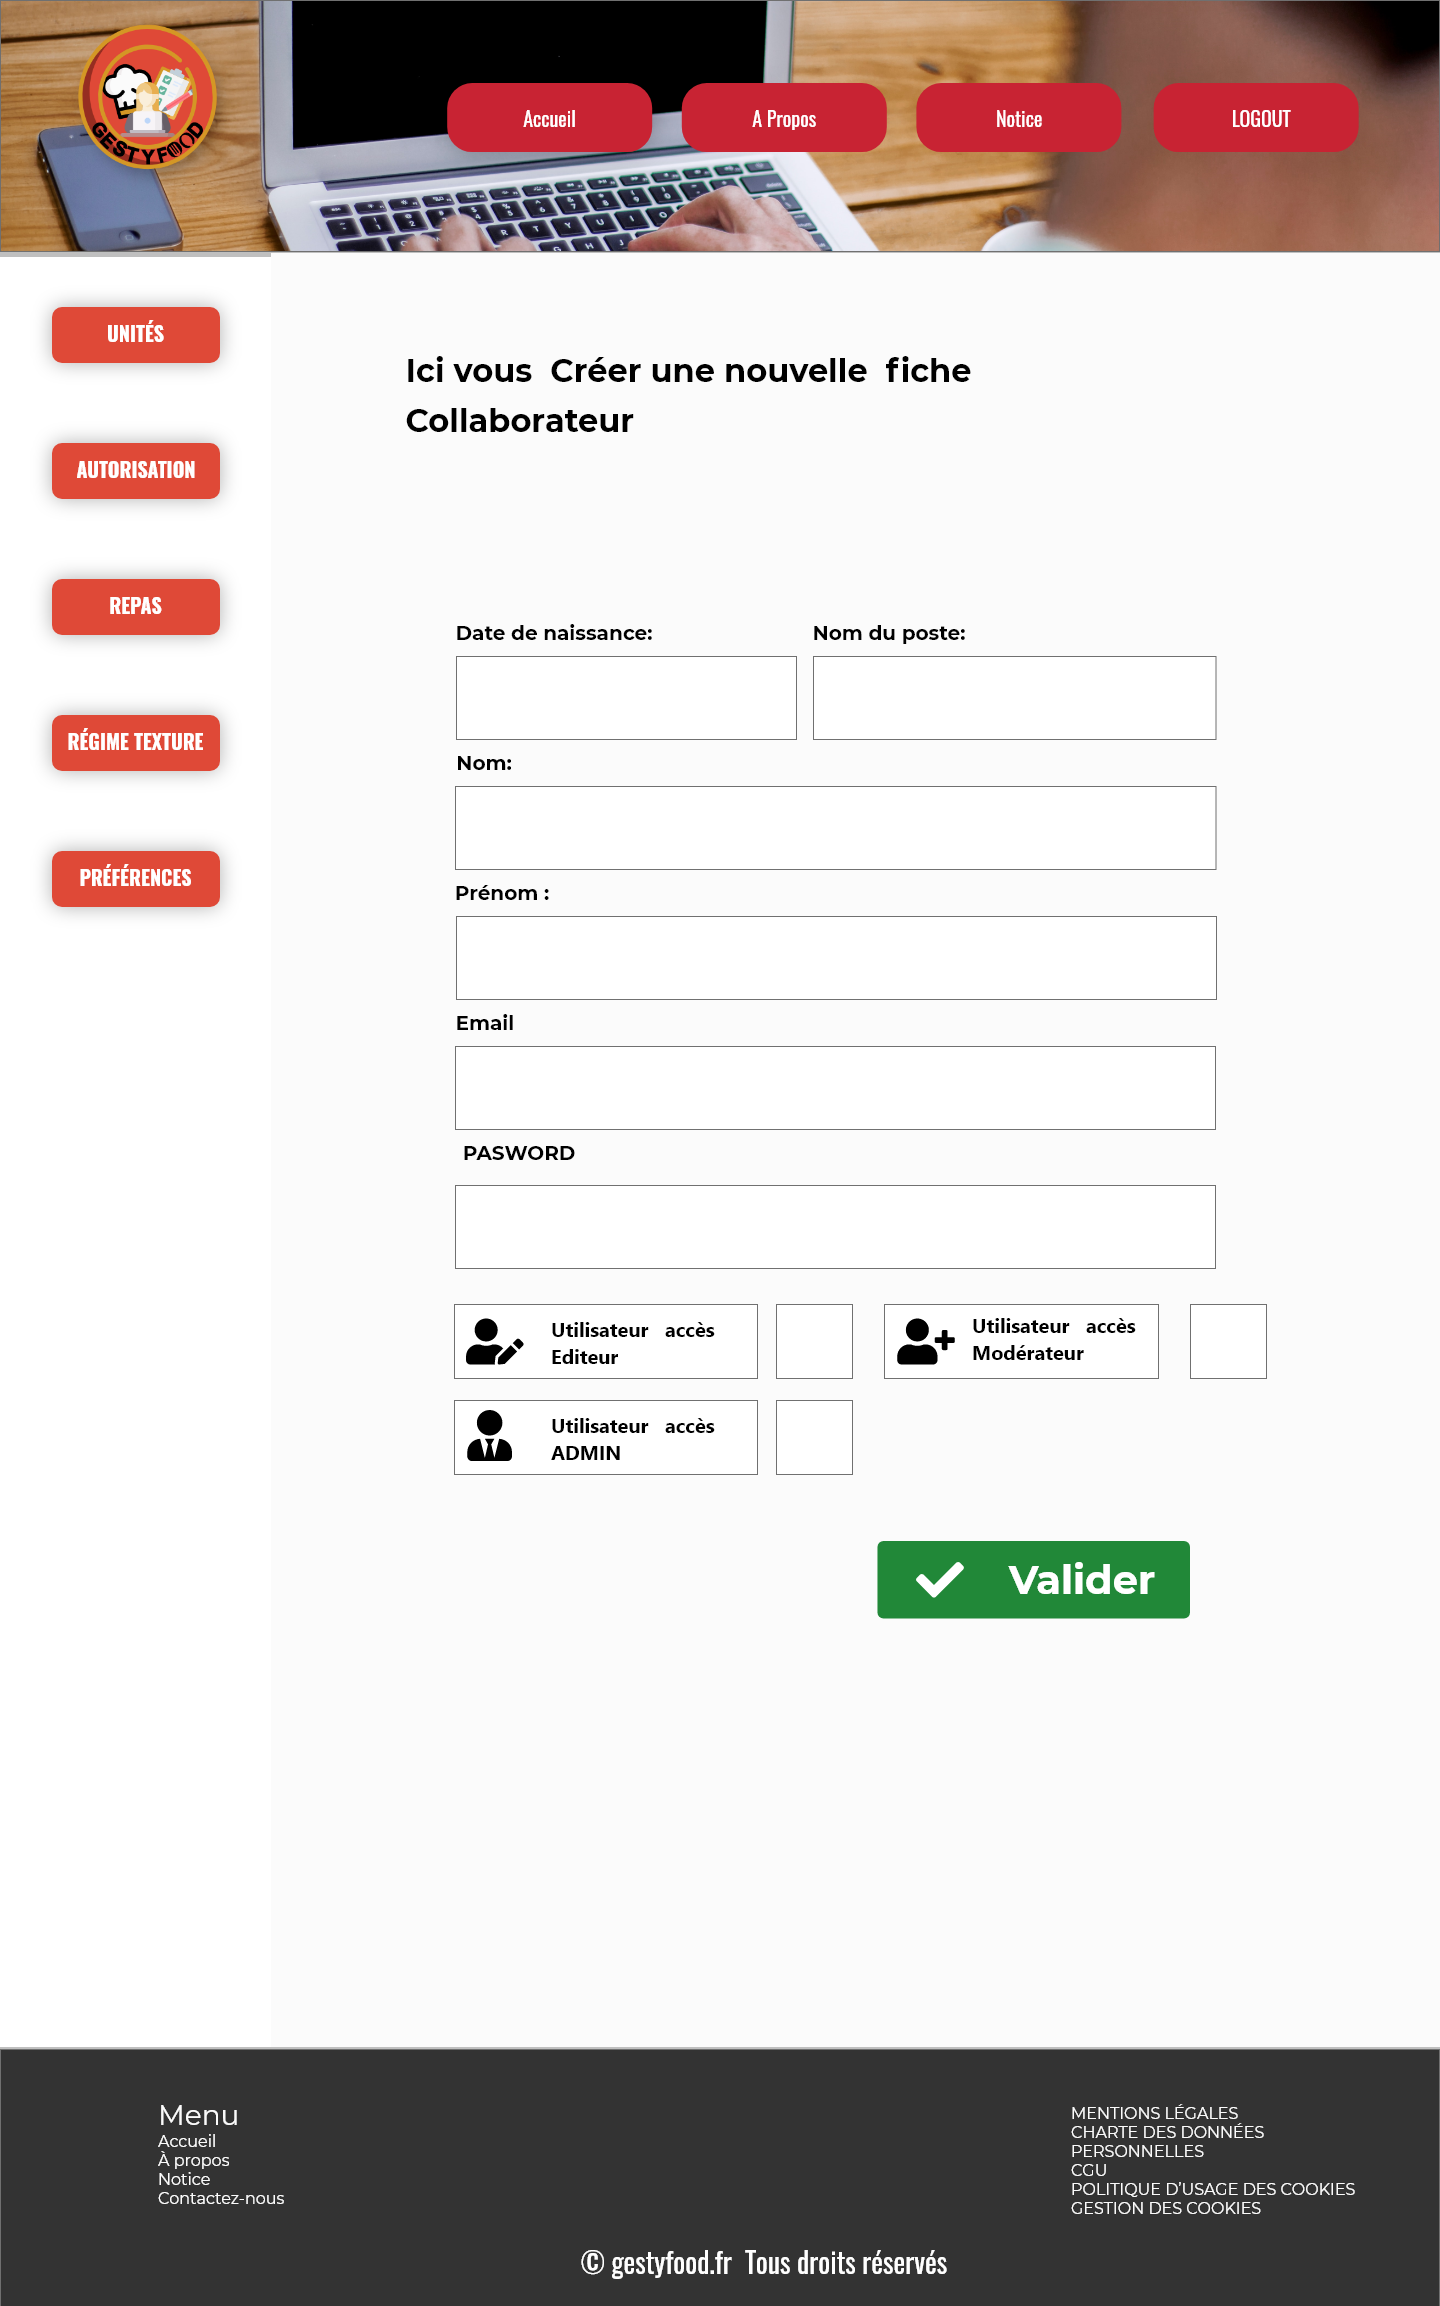 GESTYFOOD
Accueil
A Propos
Notice
LOGOUT
UNITÉS
AUTORISATION
REPAS
RÉGIME TEXTURE
PRÉFÉRENCES
Ici vous  Créer une nouvelle  fiche
Collaborateur
Date de naissance:
Nom du poste:
Nom:
Prénom :
Email
PASWORD
Utilisateur   accès
Editeur
Utilisateur   accès
Modérateur
Utilisateur   accès
ADMIN
Valider
Menu
Accueil
À propos
Notice
Contactez-nous
MENTIONS LÉGALES
CHARTE DES DONNÉES
PERSONNELLES
CGU
POLITIQUE D’USAGE DES COOKIES
GESTION DES COOKIES
© gestyfood.fr  Tous droits réservés